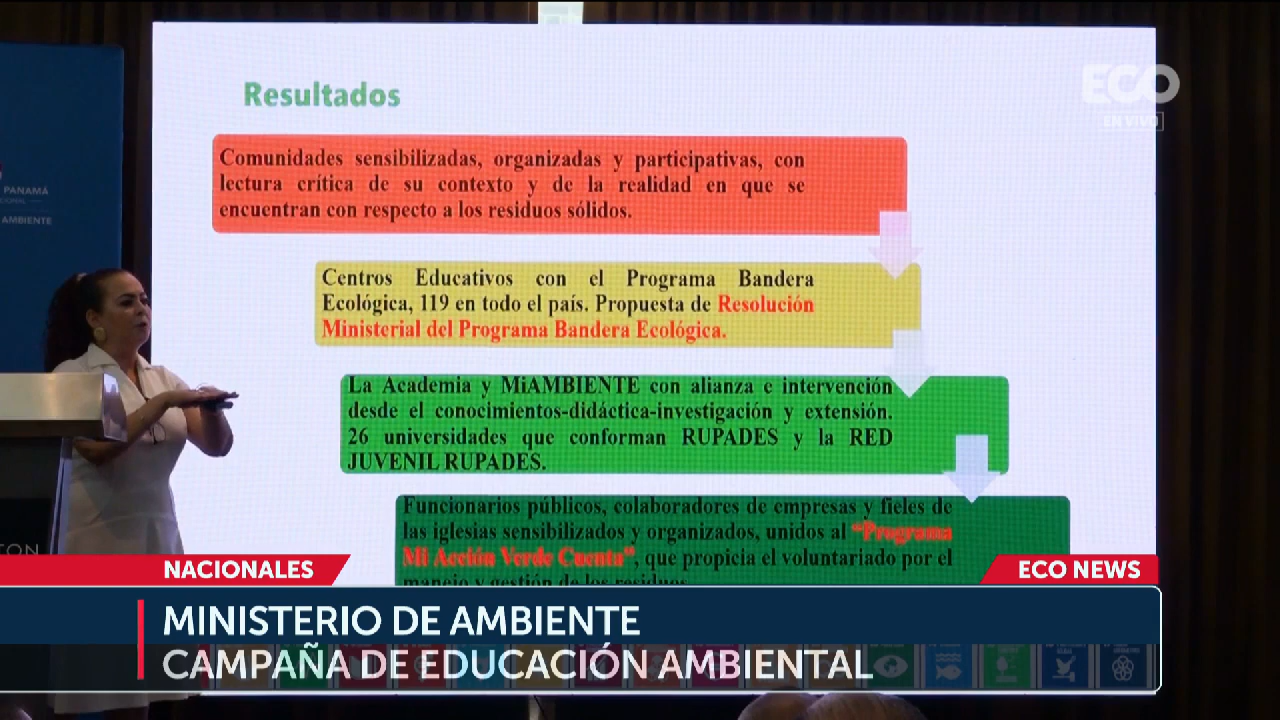 Resultados
ECO
EN VIVO
Comunidades sensibilizadas, organizadas y participativas, con
lectura crítica de su contexto y de la realidad en que se
encuentran con respecto a los residuos sólidos.
PANAMÁ
AMBIENTE
Centros Educativos con el Programa Bandera
Ecológica, 119 en todo el país. Propuesta de Resolución
Ministerial del Programa Bandera Ecológica.
La Academia y MiAMBIENTE con alianza e intervención
desde el conocimientos-didáctica-investigación y extensión.
26 universidades que conforman RUPADES y la RED
JUVENIL RUPADES.
Funcionarios públicos, colaboradores de empresas y fieles de
las iglesias sensibilizados y organizados, unidos al “Programa
Mi Acción Verde Cuenta”, que propicia el voluntariado por el
manejo y gestión de los residuos
NACIONALES
ECO NEWS
MINISTERIO DE AMBIENTE
CAMPAÑA DE EDUCACIÓN AMBIENTAL